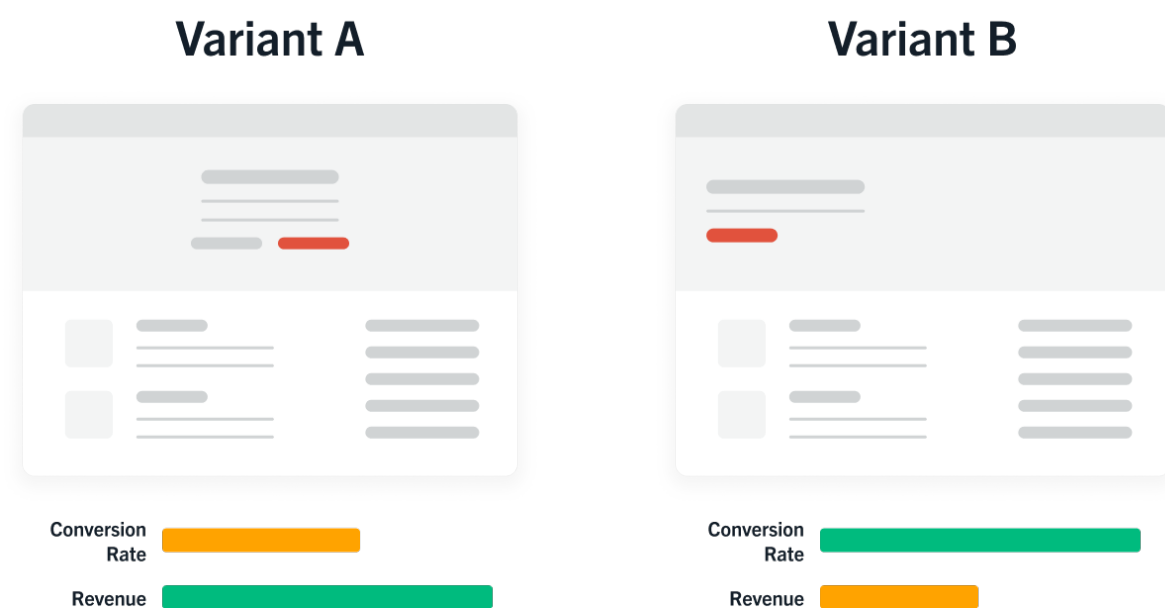 Variant A
Variant B
Conversion
Rate
Revenue
Conversion
Rate
Revenue